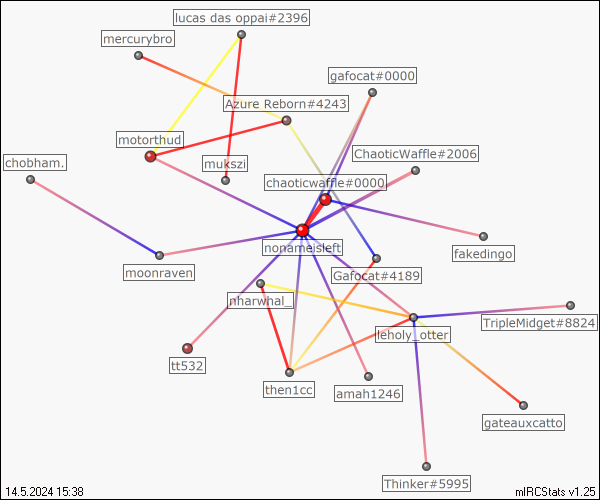 lucas das oppai#2396
mercurybro
gafocat#0000
Azure_Reborn#4243
motorthud
ChaoticWaffle#2006
chobham.
mukszi
chaoticwaffle#0000
nonameisleft
fakedingo
moonraven
Gafocat#4189
nharwhal_
TripleMidget#8824
leholy_otter
tt532
then1cc
amah1246
gateauxcatto
Thinker#5995
14.5.2024 15:38
mIRCStats v1.25